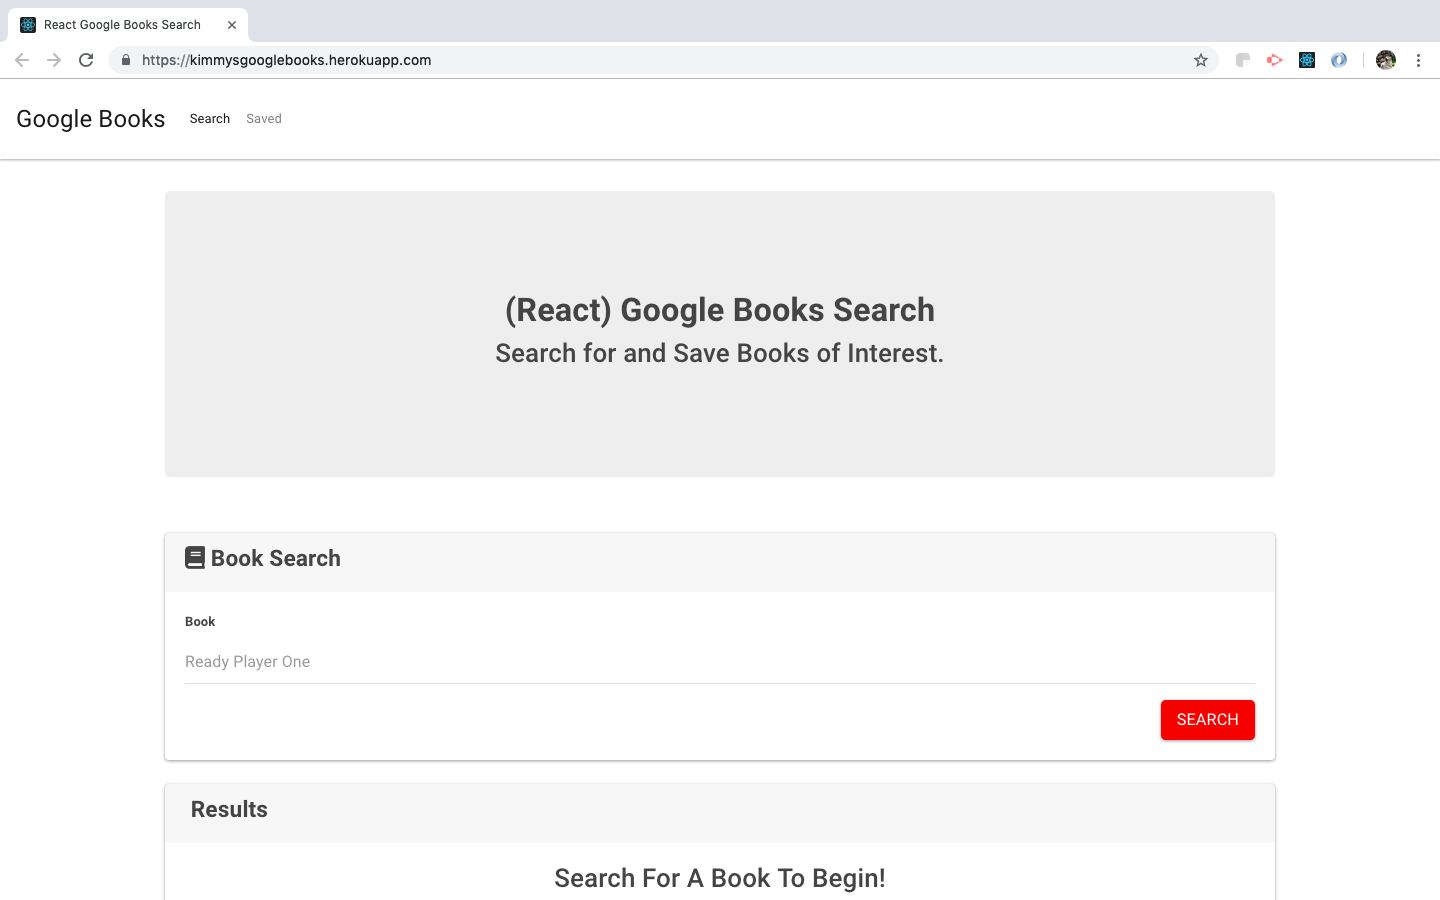 React Google Books Search
https://kimmysgooglebooks.herokuapp.com
Google Books Search Saved
(React) Google Books Search
Search for and Save Books of Interest.
Book Search
Book
Ready Player One
SEARCH
Results
Search For A Book To Begin!